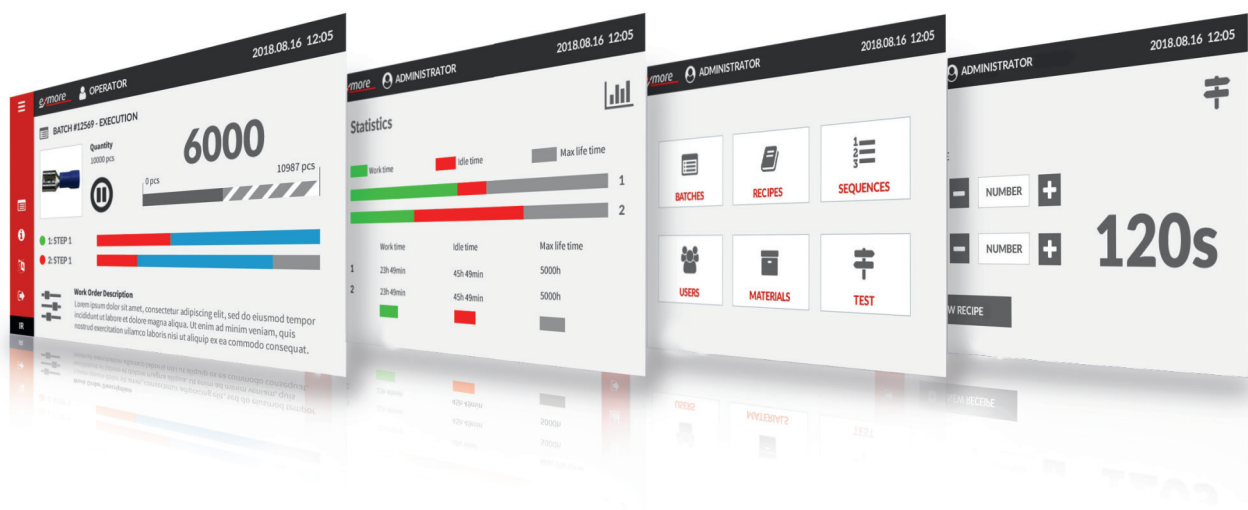 e/more OPERATOR 2018.08.16 12:05
BATCH #12569 - EXECUTION
Quantity
10000 pcs
6000
0 pcs 10987 pcs
1: STEP 1
2: STEP 1
Work Order Description
Lorem ipsum dolor sit amet, consectetur adipiscing elit, sed do eiusmod tempor
incididunt ut labore et dolore magna aliqua. Ut enim ad minim veniam, quis
nostrud exercitation ullamco laboris nisi ut aliquip ex ea commodo consequat.
IR
/more ADMINISTRATOR 2018.08.16 12:05
Statistics
Work time Idle time Max life time
1
2
Work time Idle time Max life time
1 23h 49min 45h 49min 5000h
2 23h 49min 45h 49min 5000h
/more ADMINISTRATOR 2018.08.16 12:05
BATCHES RECIPES SEQUENCES
USERS MATERIALS TEST
ADMINISTRATOR 2018.08.16 12:05
NUMBER
NUMBER
120s
W RECIPE